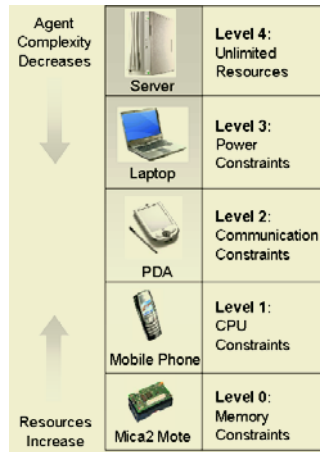 Agent
Complexity
Decreases
Server
Level 4:
Unlimited
Resources
Laptop
Level 3:
Power
Constraints
PDA
Level 2:
Communication
Constraints
Mobile Phone
Level 1:
CPU
Constraints
Resources
Increase
Mica2 Mote
Level 0:
Memory
Constraints